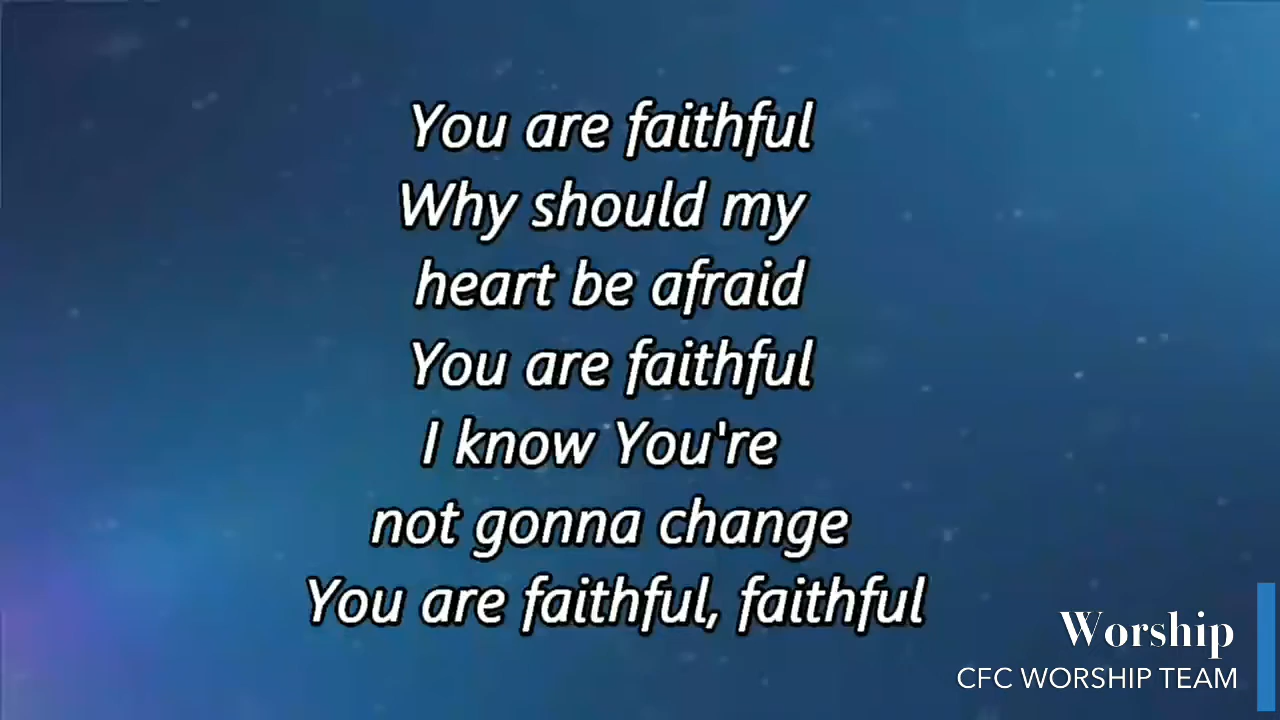 You are faithful
Why should my
heart be afraid
You are faithful
I know You're
not gonna change
You are faithful, faithful
Worship
CFC WORSHIP TEAM